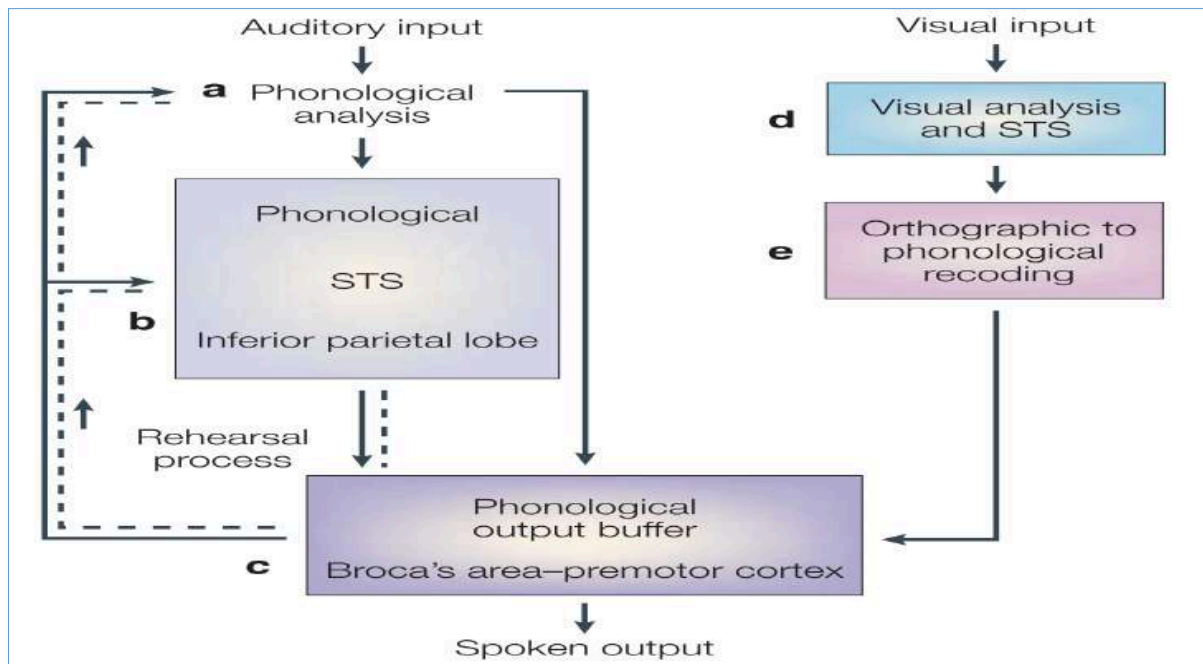 Auditory input
a
Phonological
analysis
b
Phonological
STS
Inferior parietal lobe
Rehearsal
process
c
Phonological
output buffer
Broca's area–premotor cortex
Spoken output
Visual input
d
Visual analysis
and STS
e
Orthographic to
phonological
recoding